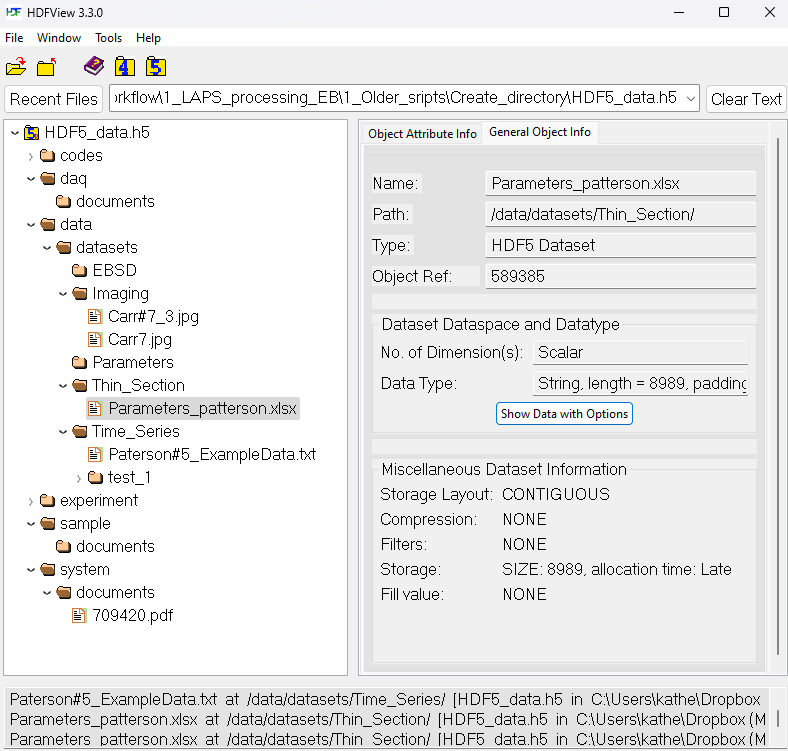 HDFView 3.3.0
File Window Tools Help
Recent Files
orkflow\1_LAPS_processing_EB\1_Older_sripts\Create_directory\HDF5_data.h5
Clear Text
HDF5_data.h5
codes
daq
documents
data
datasets
EBSD
Imaging
Carr#7_3.jpg
Carr7.jpg
Parameters
Thin_Section
Parameters_patterson.xlsx
Time_Series
Paterson#5_ExampleData.txt
test_1
experiment
sample
documents
system
documents
709420.pdf
Object Attribute Info General Object Info
Name: Parameters_patterson.xlsx
Path: /data/datasets/Thin_Section/
Type: HDF5 Dataset
Object Ref: 589385
Dataset Dataspace and Datatype
No. of Dimension(s): Scalar
Data Type: String, length = 8989, padding
Show Data with Options
Miscellaneous Dataset Information
Storage Layout: CONTIGUOUS
Compression: NONE
Filters: NONE
Storage: SIZE: 8989, allocation time: Late
Fill value: NONE
Paterson#5_ExampleData.txt at /data/datasets/Time_Series/ [HDF5_data.h5 in C:\Users\kathe\Dropbox
Parameters_patterson.xlsx at /data/datasets/Thin_Section/ [HDF5_data.h5 in C:\Users\kathe\Dropbox (M
Parameters_patterson.xlsx at /data/datasets/Thin_Section/ [HDF5_data.h5 in C:\Users\kathe\Dropbox (M